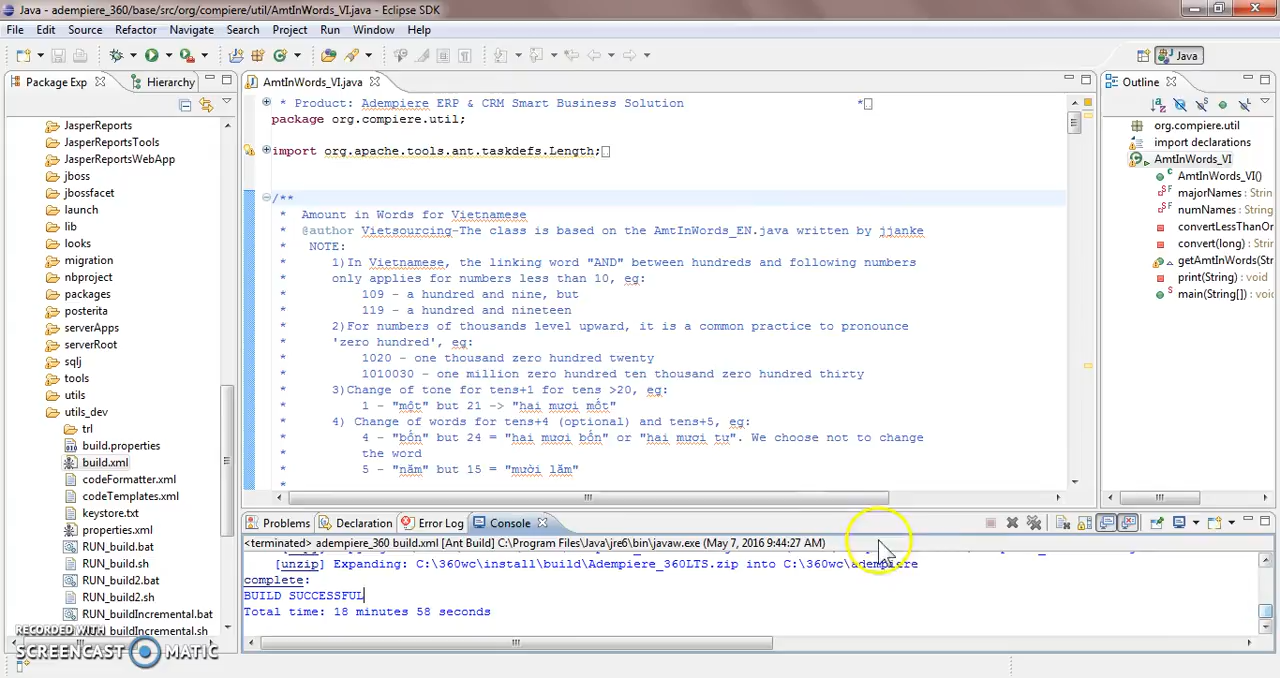 Java - adempiere_360/base/src/org/compiere/util/AmtInWords_VI.java - Eclipse SDK
File Edit Source Refactor Navigate Search Project Run Window Help
Java
Package Exp
Hierarchy
JasperReports
JasperReportsTools
JasperReportsWebApp
jboss
jbossfacet
launch
lib
looks
migration
nbproject
packages
posterita
serverApps
serverRoot
sqlj
tools
utils
utils_dev
trl
build.properties
build.xml
codeFormatter.xml
codeTemplates.xml
keystore.txt
properties.xml
RUN_build.bat
RUN_build.sh
RUN_build2.bat
RUN_build2.sh
RUN_buildIncremental.bat
buildIncremental.sh
AmtInWords_VI.java
* Product: Adempiere ERP & CRM Smart Business Solution *
package org.compiere.util;
import org.apache.tools.ant.taskdefs.Length;
/**
* Amount in Words for Vietnamese
* @author Vietsourcing-The class is based on the AmtInWords_EN.java written by jjanke
* NOTE:
* 1)In Vietnamese, the linking word "AND" between hundreds and following numbers
* only applies for numbers less than 10, eg:
* 109 - a hundred and nine, but
* 119 - a hundred and nineteen
* 2)For numbers of thousands level upward, it is a common practice to pronounce
* 'zero hundred', eg:
* 1020 - one thousand zero hundred twenty
* 1010030 - one million zero hundred ten thousand zero hundred thirty
* 3)Change of tone for tens+1 for tens >20, eg:
* 1 - "một" but 21 -> "hai mươi mốt"
* 4) Change of words for tens+4 (optional) and tens+5, eg:
* 4 - "bốn" but 24 = "hai mươi bốn" or "hai mươi tư". We choose not to change
* the word
* 5 - "năm" but 15 = "mười lăm"
*
Outline
org.compiere.util
import declarations
AmtInWords_VI
AmtInWords_VI()
majorNames : Strin
numNames : String
convertLessThanOr
convert(long) : Strin
getAmtInWords(Str
print(String) : void
main(String[]) : void
Problems Declaration Error Log Console
<terminated> adempiere_360 build.xml [Ant Build] C:\Program Files\Java\jre6\bin\javaw.exe (May 7, 2016 9:44:27 AM)
[unzip] Expanding: C:\360wc\install\build\Adempiere_360LTS.zip into C:\360wc\adempiere
complete:
BUILD SUCCESSFUL
Total time: 18 minutes 58 seconds
RECORDED WITH
SCREENCAST MATIC